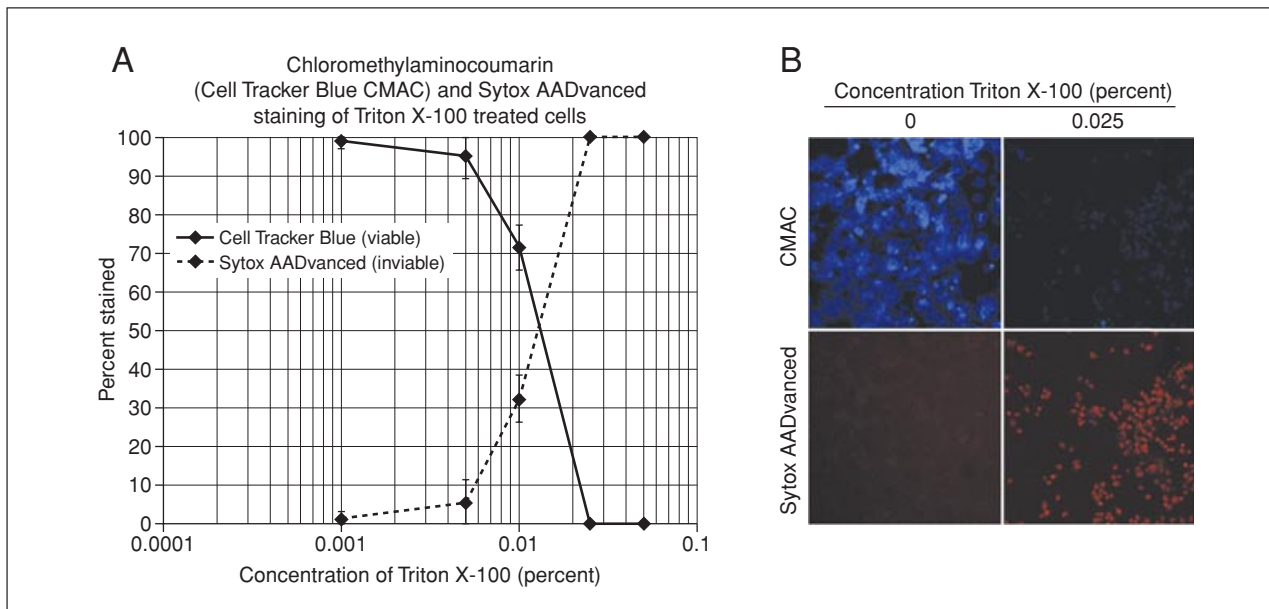 A
Chloromethylaminocoumarin
(Cell Tracker Blue CMAC) and Sytox AADvanced
staining of Triton X-100 treated cells
100
90
80
70
60
50
40
30
20
10
0
Percent stained
Cell Tracker Blue (viable)
Sytox AADvanced (inviable)
0.0001
0.001
0.01
0.1
Concentration of Triton X-100 (percent)
B
Concentration Triton X-100 (percent)
0
0.025
CMAC
Sytox AADvanced